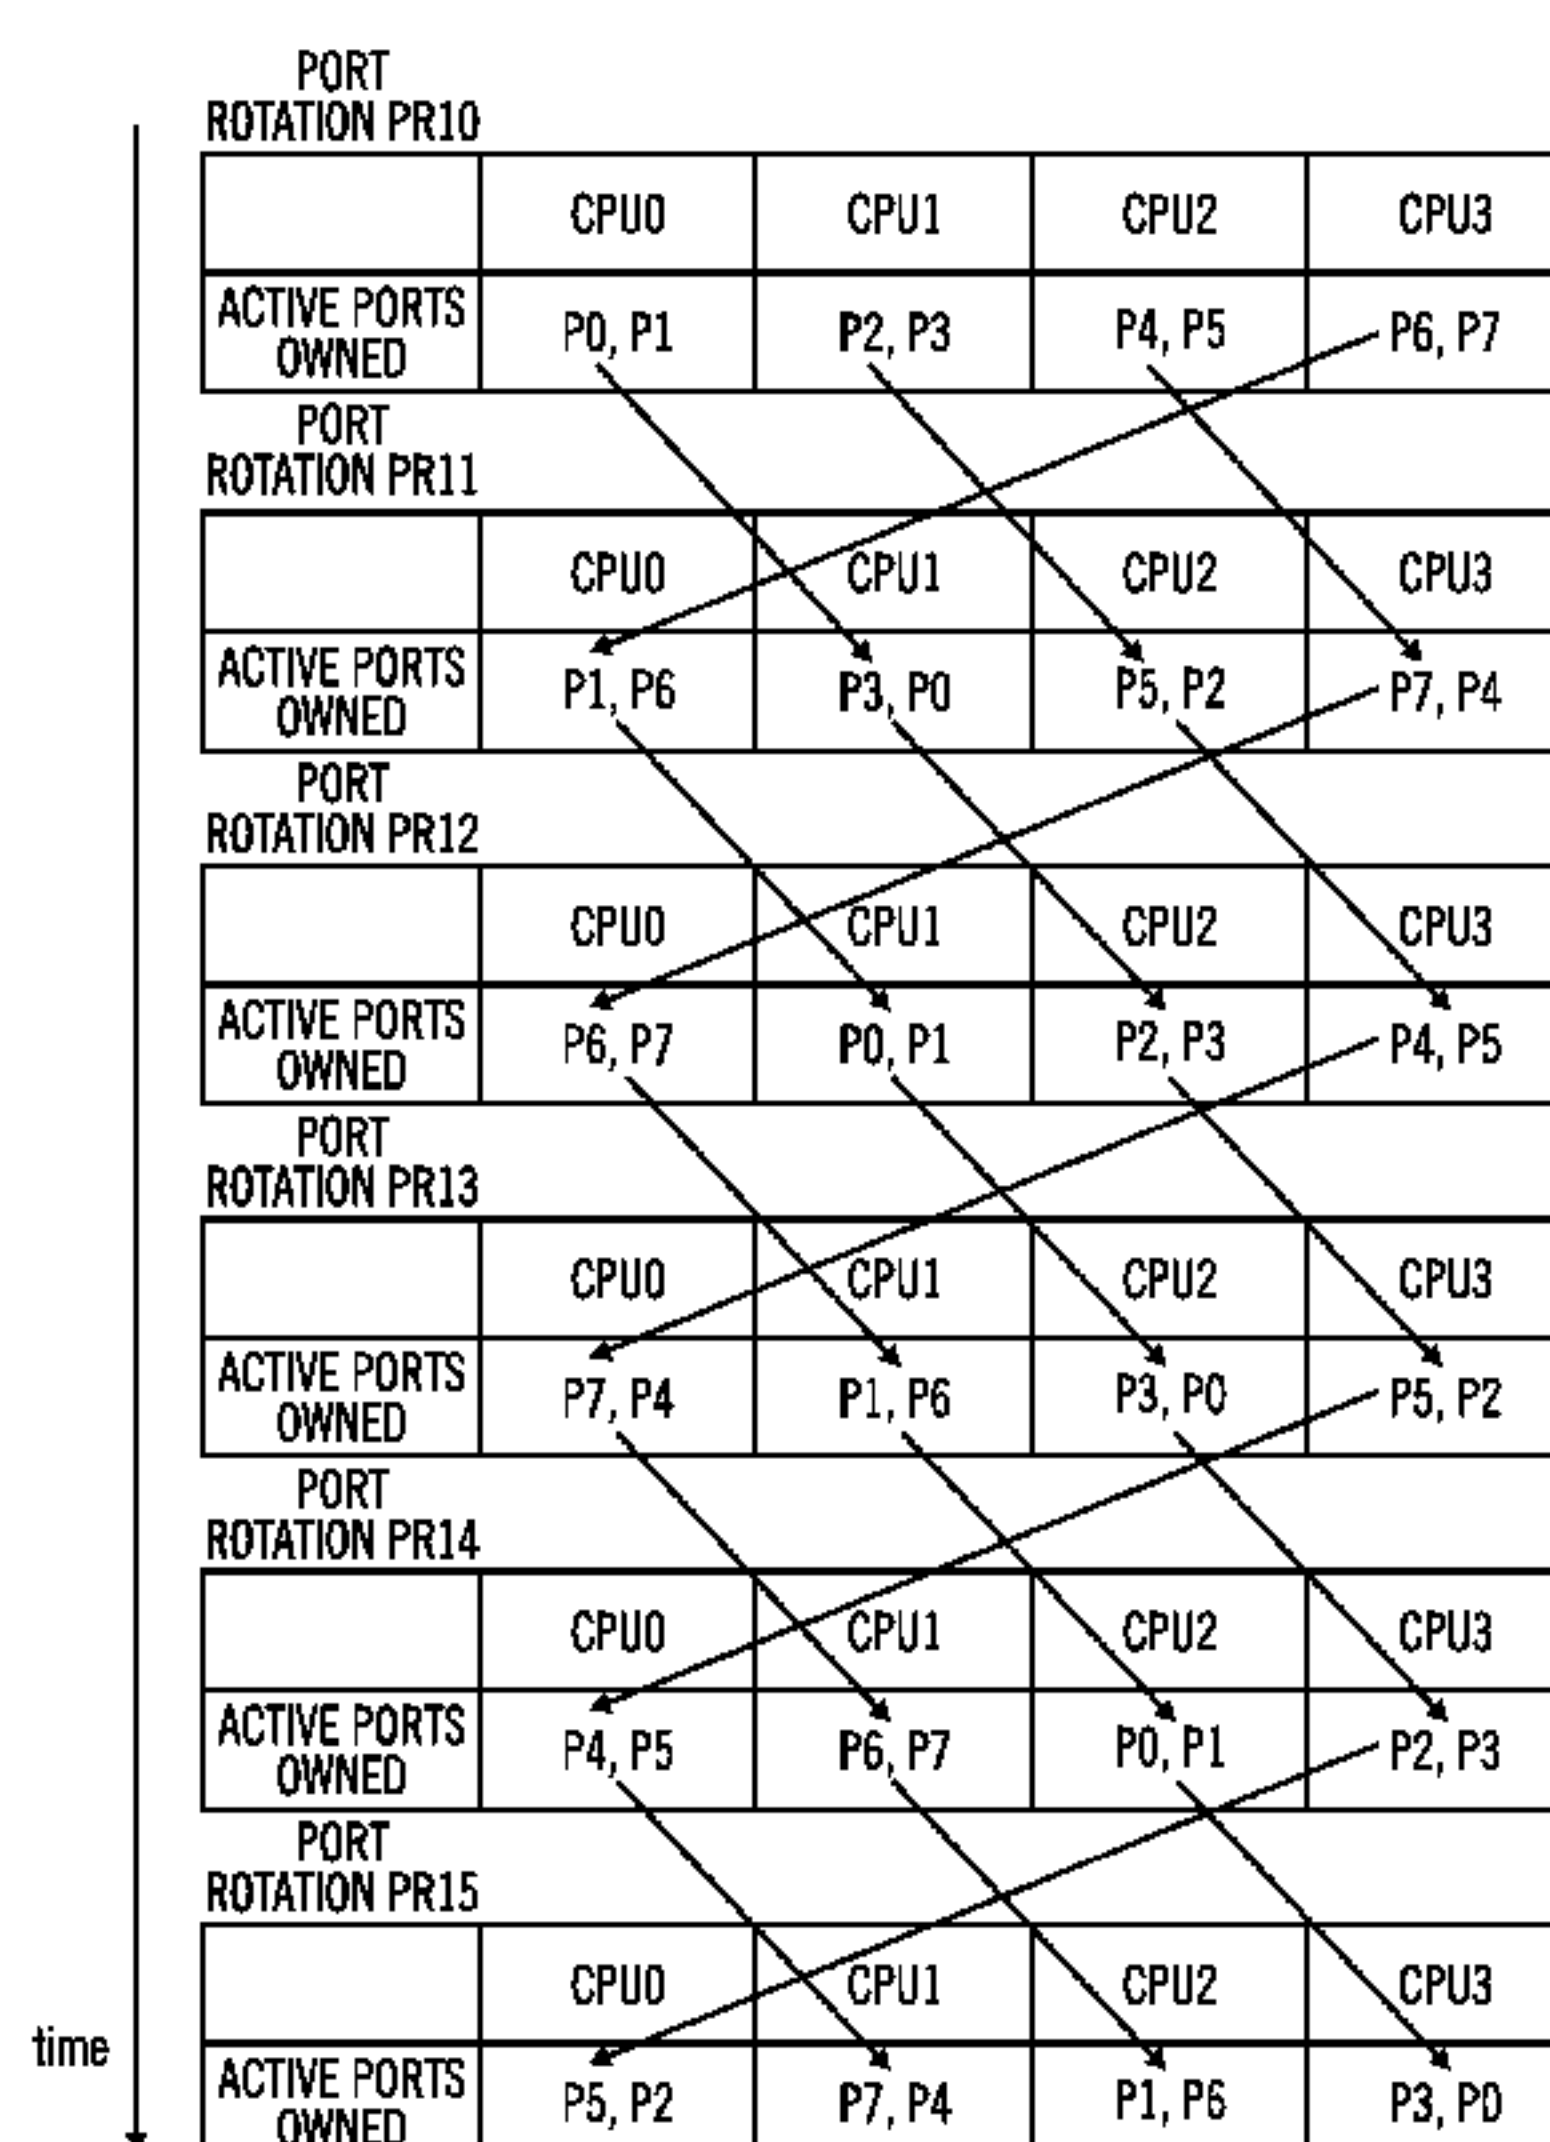 PORT
ROTATION PR10
CPU0 CPU1 CPU2 CPU3
ACTIVE PORTS
OWNED
P0, P1 P2, P3 P4, P5 P6, P7
PORT
ROTATION PR11
CPU0 CPU1 CPU2 CPU3
ACTIVE PORTS
OWNED
P1, P6 P3, P0 P5, P2 P7, P4
PORT
ROTATION PR12
CPU0 CPU1 CPU2 CPU3
ACTIVE PORTS
OWNED
P6, P7 P0, P1 P2, P3 P4, P5
PORT
ROTATION PR13
CPU0 CPU1 CPU2 CPU3
ACTIVE PORTS
OWNED
P7, P4 P1, P6 P3, P0 P5, P2
PORT
ROTATION PR14
CPU0 CPU1 CPU2 CPU3
ACTIVE PORTS
OWNED
P4, P5 P6, P7 P0, P1 P2, P3
PORT
ROTATION PR15
CPU0 CPU1 CPU2 CPU3
time
ACTIVE PORTS
OWNED
P5, P2 P7, P4 P1, P6 P3, P0